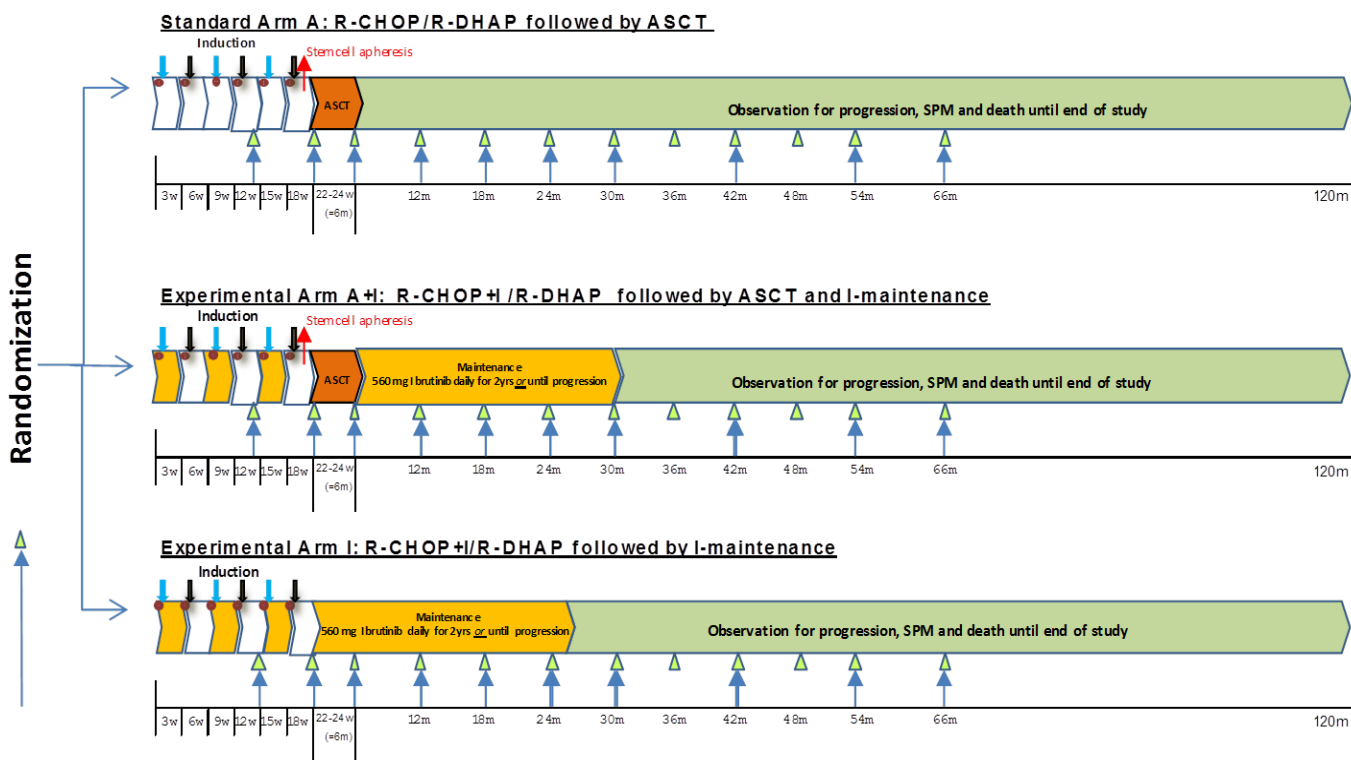 Standard Arm A: R-CHOP/R-DHAP followed by ASCT
Induction
Stem cell apheresis
ASCT
Observation for progression, SPM and death until end of study
3w 6w 9w 12w 15w 18w 22-24 w 12m 18m 24m 30m 36m 42m 48m 54m 66m 120m
(=6m)
Randomization
Experimental Arm A+I: R-CHOP+I /R-DHAP followed by ASCT and I-maintenance
Induction
Stem cell apheresis
ASCT
Maintenance
560 mg Ibrutinib daily for 2yrs or until progression
Observation for progression, SPM and death until end of study
3w 6w 9w 12w 15w 18w 22-24 w 12m 18m 24m 30m 36m 42m 48m 54m 66m 120m
(=6m)
Experimental Arm I: R-CHOP+I/R-DHAP followed by I-maintenance
Induction
Maintenance
560 mg Ibrutinib daily for 2yrs or until progression
Observation for progression, SPM and death until end of study
3w 6w 9w 12w 15w 18w 22-24 w 12m 18m 24m 30m 36m 42m 48m 54m 66m 120m
(=6m)